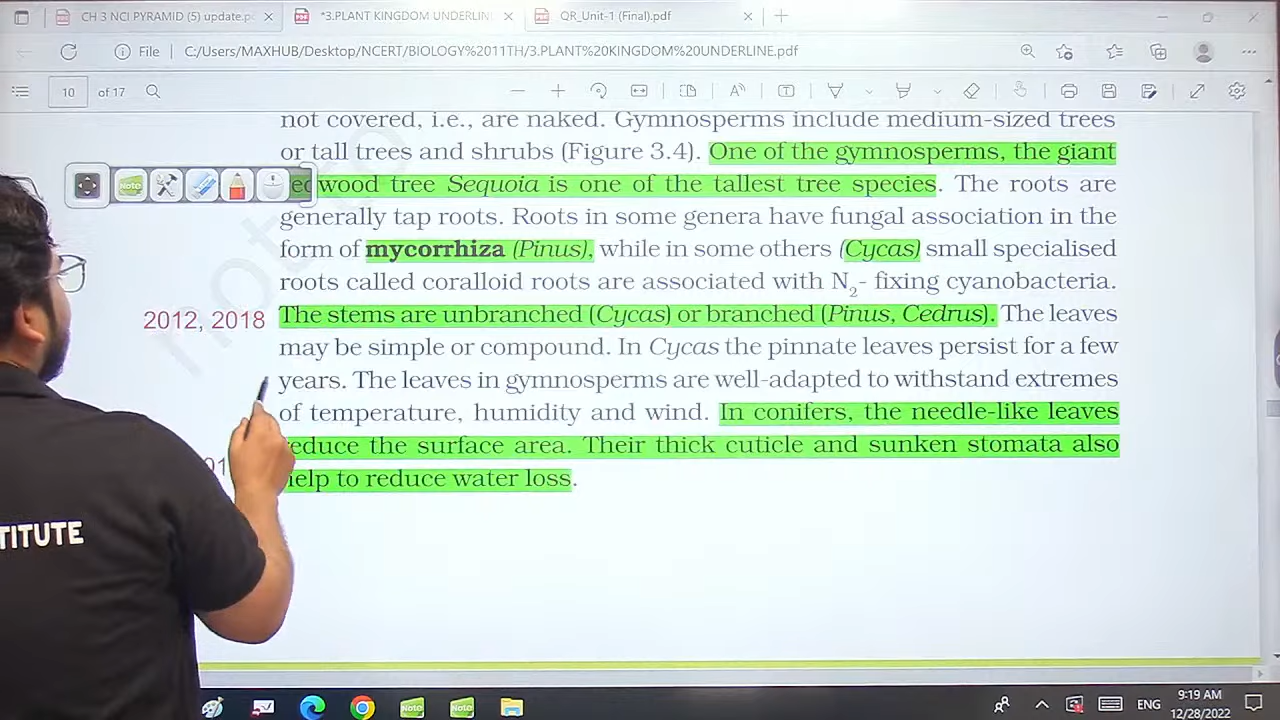 CH 3 NCI PYRAMID (5) update.p
*3.PLANT KINGDOM UNDERLIN
QR_Unit-1 (Final).pdf
File
C:/Users/MAXHUB/Desktop/NCERT/BIOLOGY%2011TH/3.PLANT%20KINGDOM%20UNDERLINE.pdf
10 of 17
not covered, i.e., are naked. Gymnosperms include medium-sized trees
or tall trees and shrubs (Figure 3.4). One of the gymnosperms, the giant
edwood tree Sequoia is one of the tallest tree species. The roots are
generally tap roots. Roots in some genera have fungal association in the
form of mycorrhiza (Pinus), while in some others (Cycas) small specialised
roots called coralloid roots are associated with N2- fixing cyanobacteria.
2012, 2018
The stems are unbranched (Cycas) or branched (Pinus, Cedrus). The leaves
may be simple or compound. In Cycas the pinnate leaves persist for a few
years. The leaves in gymnosperms are well-adapted to withstand extremes
of temperature, humidity and wind. In conifers, the needle-like leaves
educe the surface area. Their thick cuticle and sunken stomata also
elp to reduce water loss.
Note
TITUTE
Note
Note
ENG
9:19 AM
12/28/2022